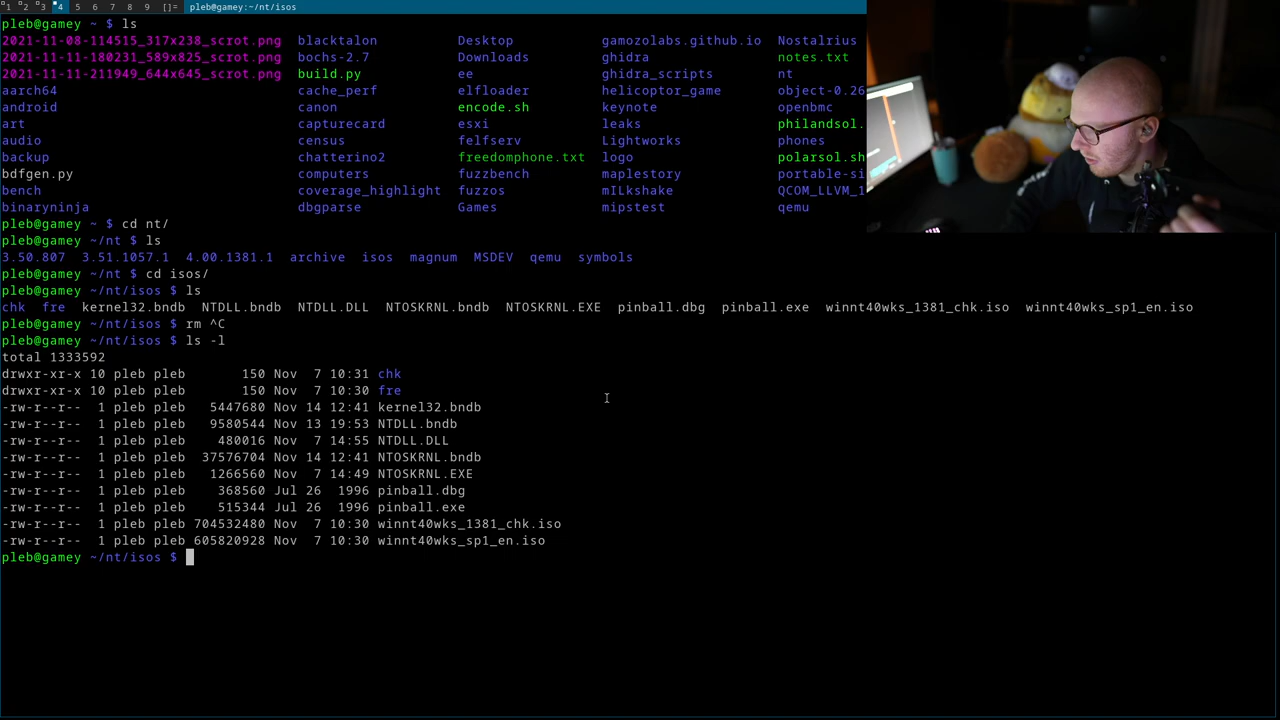 1 2 3 4 5 6 7 8 9 []= pleb@gamey:~/nt/isos
pleb@gamey ~ $ ls
2021-11-08-114515_317x238_scrot.png blacktalon Desktop gamozolabs.github.io Nostalrius
2021-11-11-180231_589x825_scrot.png bochs-2.7 Downloads ghidra notes.txt
2021-11-11-211949_644x645_scrot.png build.py ee ghidra_scripts nt
aarch64 cache_perf elfloader helicoptor_game object-0.26
android canon encode.sh keynote openbmc
art capturecard esxi leaks philandsol.
audio census felfserv Lightworks phones
backup chatterino2 freedomphone.txt logo polarsol.sh
bdfgen.py computers fuzzbench maplestory portable-si
bench coverage_highlight fuzzos mILkshake QCOM_LLVM_1
binaryninja dbgparse Games mipstest qemu
pleb@gamey ~ $ cd nt/
pleb@gamey ~/nt $ ls
3.50.807 3.51.1057.1 4.00.1381.1 archive isos magnum MSDEV qemu symbols
pleb@gamey ~/nt $ cd isos/
pleb@gamey ~/nt/isos $ ls
chk fre kernel32.bndb NTDLL.bndb NTDLL.DLL NTOSKRNL.bndb NTOSKRNL.EXE pinball.dbg pinball.exe winnt40wks_1381_chk.iso winnt40wks_sp1_en.iso
pleb@gamey ~/nt/isos $ rm ^C
pleb@gamey ~/nt/isos $ ls -l
total 1333592
drwxr-xr-x 10 pleb pleb 150 Nov 7 10:31 chk
drwxr-xr-x 10 pleb pleb 150 Nov 7 10:30 fre
-rw-r--r-- 1 pleb pleb 5447680 Nov 14 12:41 kernel32.bndb
-rw-r--r-- 1 pleb pleb 9580544 Nov 13 19:53 NTDLL.bndb
-rw-r--r-- 1 pleb pleb 480016 Nov 7 14:55 NTDLL.DLL
-rw-r--r-- 1 pleb pleb 37576704 Nov 14 12:41 NTOSKRNL.bndb
-rw-r--r-- 1 pleb pleb 1266560 Nov 7 14:49 NTOSKRNL.EXE
-rw-r--r-- 1 pleb pleb 368560 Jul 26 1996 pinball.dbg
-rw-r--r-- 1 pleb pleb 515344 Jul 26 1996 pinball.exe
-rw-r--r-- 1 pleb pleb 704532480 Nov 7 10:30 winnt40wks_1381_chk.iso
-rw-r--r-- 1 pleb pleb 605820928 Nov 7 10:30 winnt40wks_sp1_en.iso
pleb@gamey ~/nt/isos $